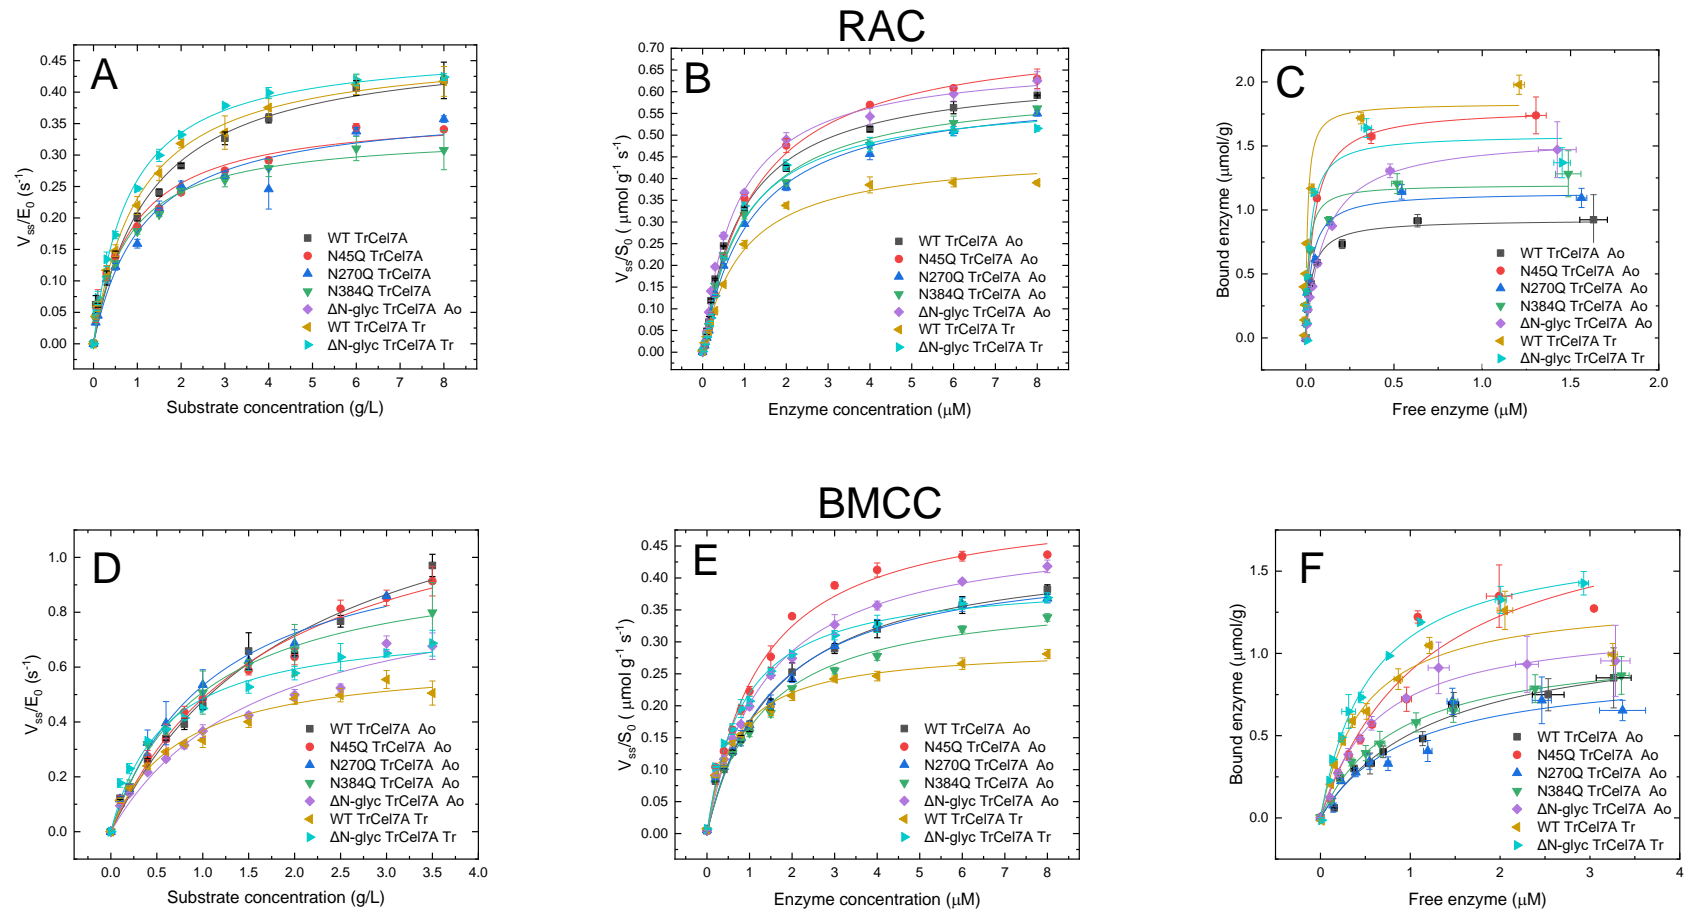 RAC
A
V_ss/E_0 (s^-1)
0.45
0.40
0.35
0.30
0.25
0.20
0.15
0.10
0.05
0.00
WT TrCel7A
N45Q TrCel7A
N270Q TrCel7A
N384Q TrCel7A
ΔN-glyc TrCel7A Ao
WT TrCel7A Tr
ΔN-glyc TrCel7A Tr
0 1 2 3 4 5 6 7 8
Substrate concentration (g/L)
B
V_ss/S_0 ( μmol g^-1 s^-1)
0.70
0.65
0.60
0.55
0.50
0.45
0.40
0.35
0.30
0.25
0.20
0.15
0.10
0.05
0.00
WT TrCel7A Ao
N45Q TrCel7A Ao
N270Q TrCel7A Ao
N384Q TrCel7A Ao
ΔN-glyc TrCel7A Ao
WT TrCel7A Tr
ΔN-glyc TrCel7A Tr
0 1 2 3 4 5 6 7 8
Enzyme concentration (μM)
C
Bound enzyme (μmol/g)
2.0
1.5
1.0
0.5
0.0
WT TrCel7A Ao
N45Q TrCel7A Ao
N270Q TrCel7A Ao
N384Q TrCel7A Ao
ΔN-glyc TrCel7A Ao
WT TrCel7A Tr
ΔN-glyc TrCel7A Tr
0.0 0.5 1.0 1.5 2.0
Free enzyme (μM)
BMCC
D
V_ss/E_0 (s^-1)
1.0
0.8
0.6
0.4
0.2
0.0
WT TrCel7A Ao
N45Q TrCel7A Ao
N270Q TrCel7A Ao
N384Q TrCel7A Ao
ΔN-glyc TrCel7A Ao
WT TrCel7A Tr
ΔN-glyc TrCel7A Tr
0.0 0.5 1.0 1.5 2.0 2.5 3.0 3.5 4.0
Substrate concentration (g/L)
E
V_ss/S_0 ( μmol g^-1 s^-1)
0.45
0.40
0.35
0.30
0.25
0.20
0.15
0.10
0.05
0.00
WT TrCel7A Ao
N45Q TrCel7A Ao
N270Q TrCel7A Ao
N384Q TrCel7A Ao
ΔN-glyc TrCel7A Ao
WT TrCel7A Tr
ΔN-glyc TrCel7A Tr
0 1 2 3 4 5 6 7 8
Enzyme concentration (μM)
F
Bound enzyme (μmol/g)
1.5
1.0
0.5
0.0
WT TrCel7A Ao
N45Q TrCel7A Ao
N270Q TrCel7A Ao
N384Q TrCel7A Ao
ΔN-glyc TrCel7A Ao
WT TrCel7A Tr
ΔN-glyc TrCel7A Tr
0 1 2 3 4
Free enzyme (μM)